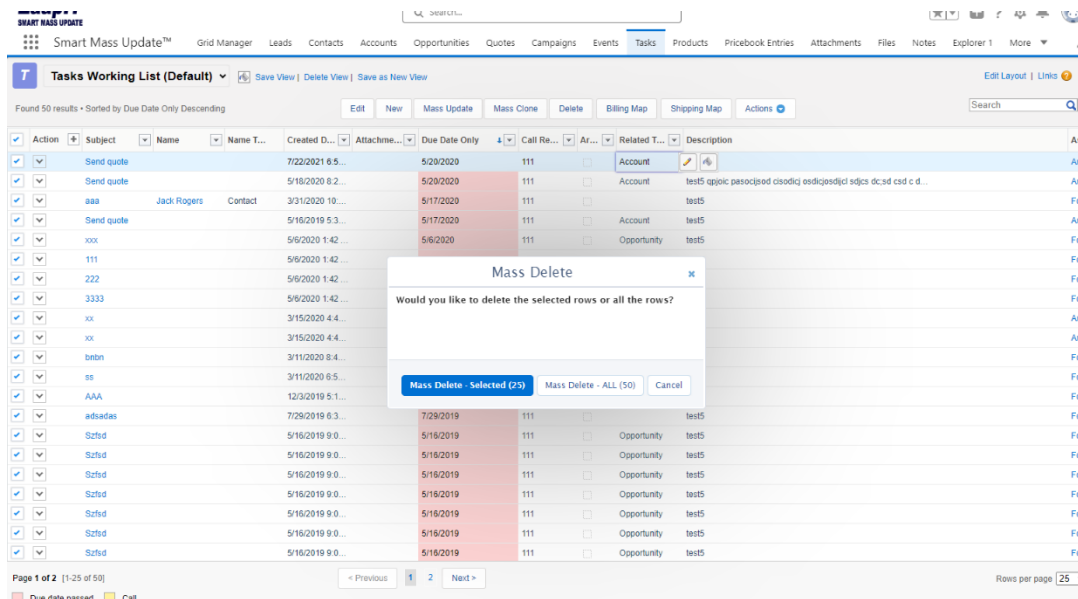 SMART MASS UPDATE
Search...
Smart Mass Update™ Grid Manager Leads Contacts Accounts Opportunities Quotes Campaigns Events Tasks Products Pricebook Entries Attachments Files Notes Explorer 1 More
T Tasks Working List (Default) Save View | Delete View | Save as New View Edit Layout | Links
Found 50 results • Sorted by Due Date Only Descending Edit New Mass Update Mass Clone Delete Billing Map Shipping Map Actions Search
Action Subject Name Name T... Created D... Attachme... Due Date Only Call Re... Ar... Related T... Description
Send quote 7/22/2021 6:5... 5/20/2020 111 Account
Send quote 5/18/2020 8:2... 5/20/2020 111 Account test5 qpjoic pasocijsod cisodicj osdicjosdijcl sdjcs dc;sd csd c d...
aaa Jack Rogers Contact 3/31/2020 10:... 5/17/2020 111 test5
Send quote 5/16/2019 5:3... 5/17/2020 111 Account test5
xxx 5/6/2020 1:42 ... 5/6/2020 111 Opportunity test5
111 5/6/2020 1:42 ...
222 5/6/2020 1:42 ...
3333 5/6/2020 1:42 ...
xx 3/15/2020 4:4...
xx 3/15/2020 4:4...
bnbn 3/11/2020 8:4...
ss 3/11/2020 6:5...
AAA 12/3/2019 5:1...
Mass Delete
Would you like to delete the selected rows or all the rows?
Mass Delete - Selected (25) Mass Delete - ALL (50) Cancel
adsadas 7/29/2019 6:3... 7/29/2019 111 test5
Szfsd 5/16/2019 9:0... 5/16/2019 111 Opportunity test5
Szfsd 5/16/2019 9:0... 5/16/2019 111 Opportunity test5
Szfsd 5/16/2019 9:0... 5/16/2019 111 Opportunity test5
Szfsd 5/16/2019 9:0... 5/16/2019 111 Opportunity test5
Szfsd 5/16/2019 9:0... 5/16/2019 111 Opportunity test5
Szfsd 5/16/2019 9:0... 5/16/2019 111 Opportunity test5
Szfsd 5/16/2019 9:0... 5/16/2019 111 Opportunity test5
Page 1 of 2 [1-25 of 50] < Previous 1 2 Next > Rows per page 25
Due date passed Call